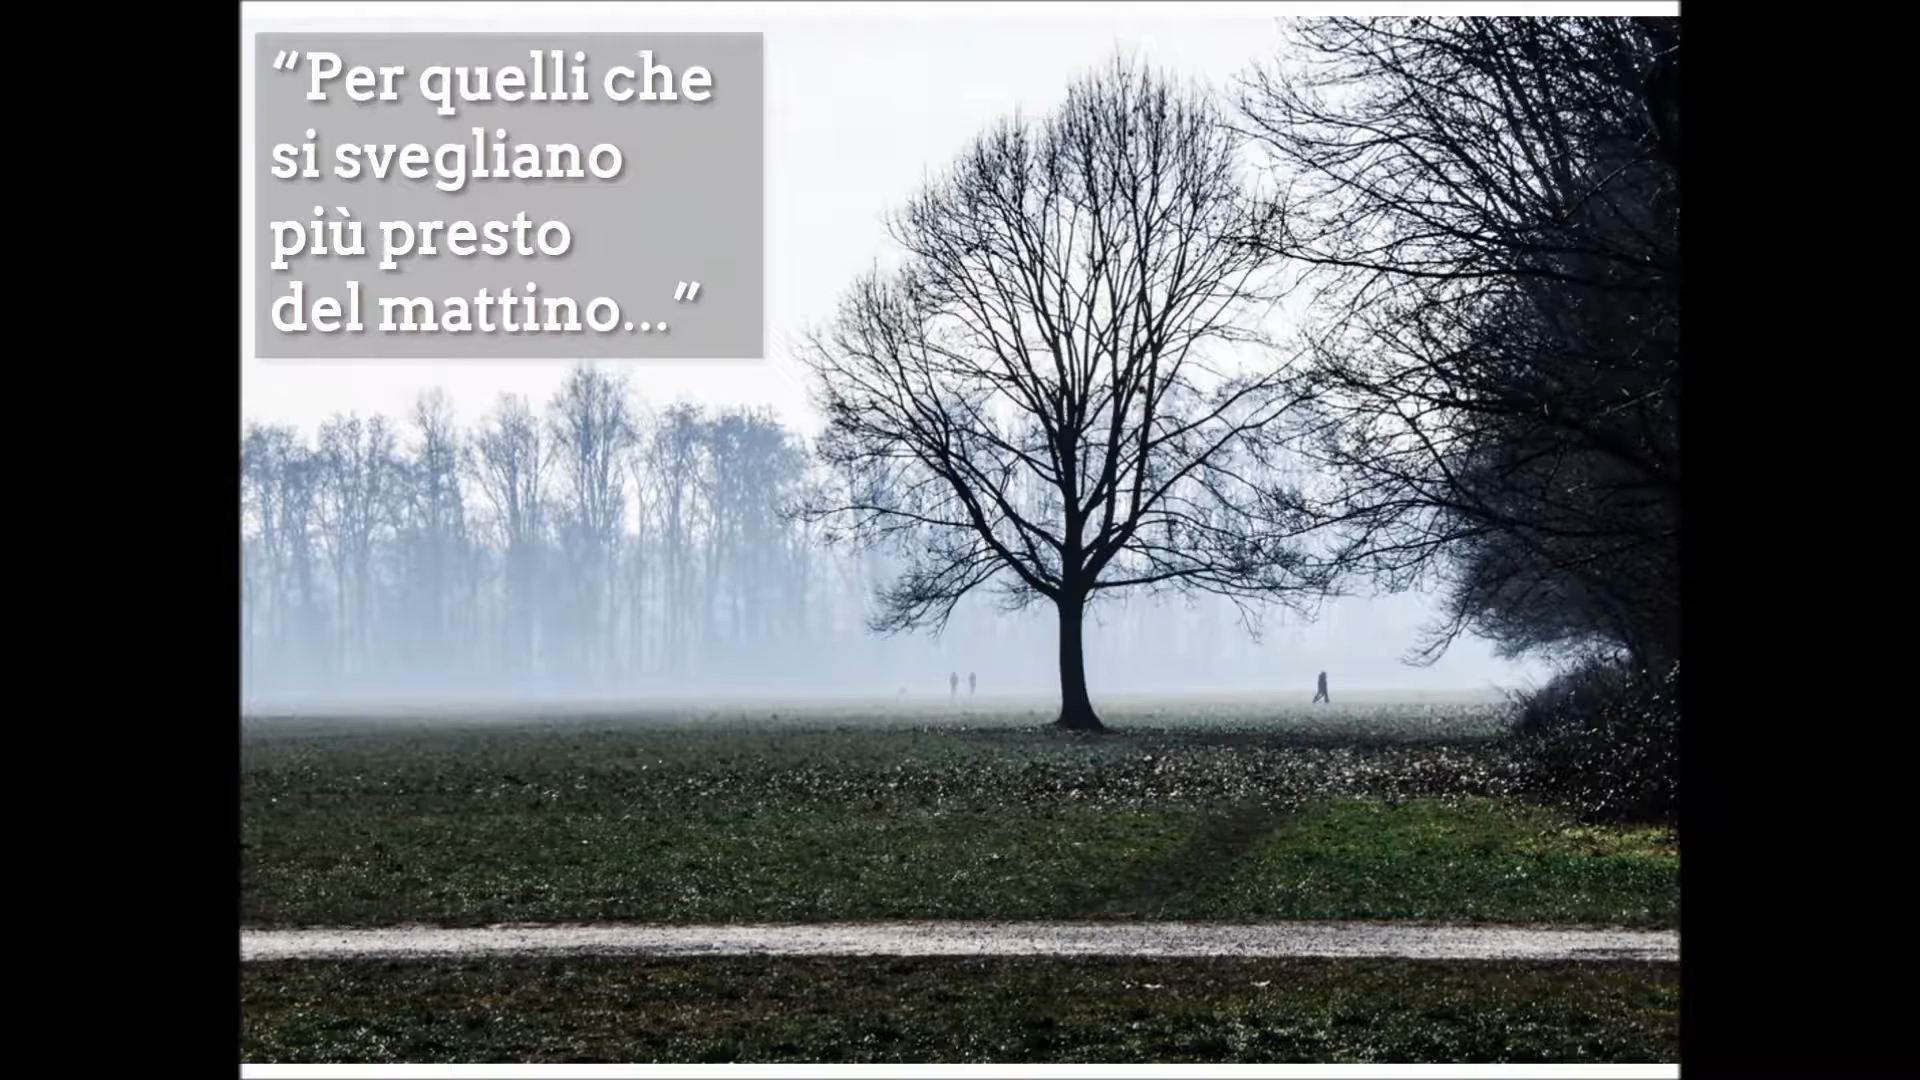 “Per quelli che
si svegliano
più presto
del mattino...”